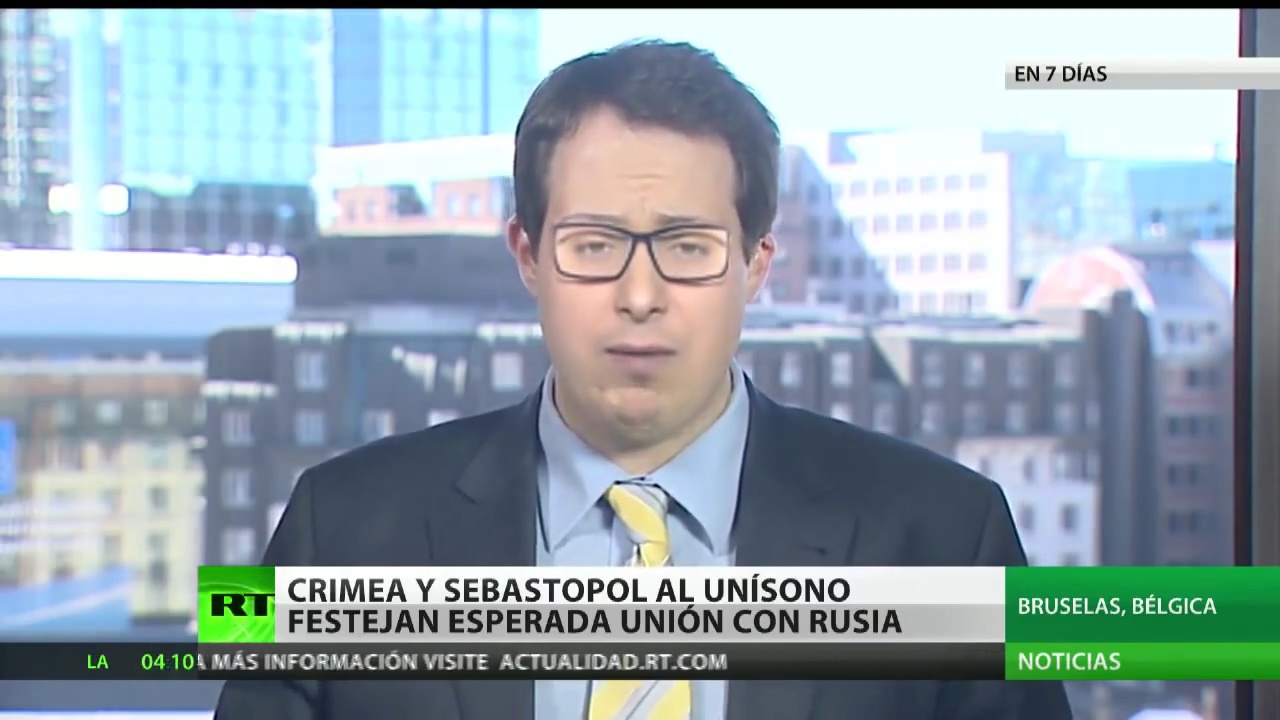 EN 7 DÍAS
RT
CRIMEA Y SEBASTOPOL AL UNÍSONO
FESTEJAN ESPERADA UNIÓN CON RUSIA
BRUSELAS, BÉLGICA
LA 04:10 A MÁS INFORMACIÓN VISITE ACTUALIDAD.RT.COM
NOTICIAS